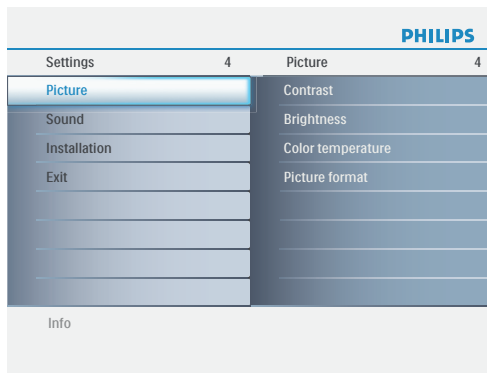 PHILIPS
Settings 4 Picture 4
Picture Contrast
Sound Brightness
Installation Color temperature
Exit Picture format
Info